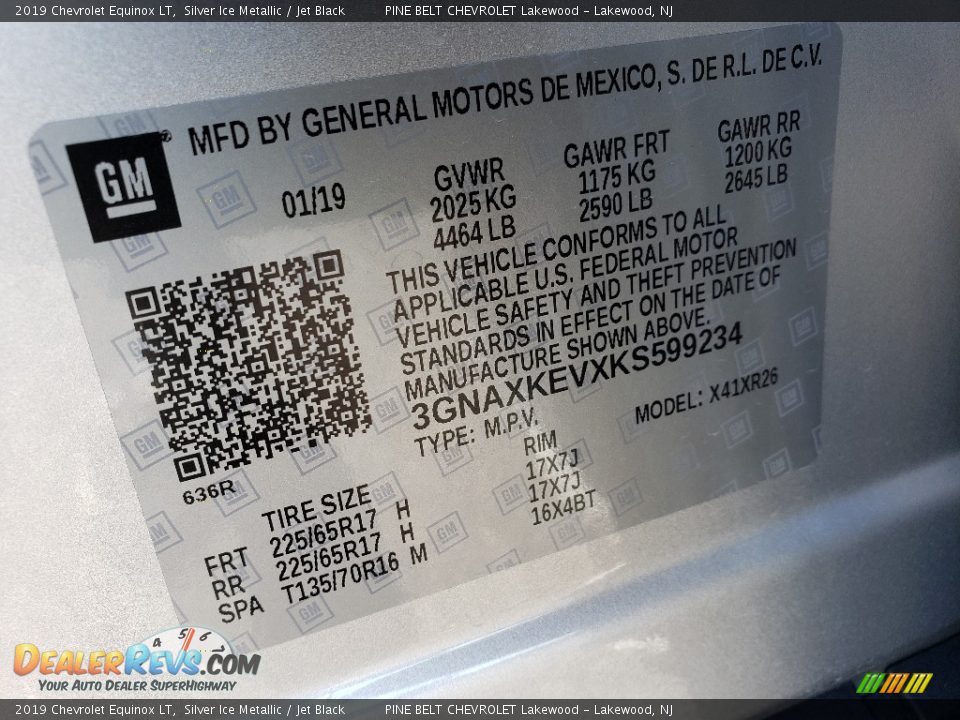 2019 Chevrolet Equinox LT, Silver Ice Metallic / Jet Black PINE BELT CHEVROLET Lakewood – Lakewood, NJ
GM ® MFD BY GENERAL MOTORS DE MEXICO, S. DE R.L. DE C.V.
01/19 GVWR GAWR FRT GAWR RR
2025 KG 1175 KG 1200 KG
4464 LB 2590 LB 2645 LB
THIS VEHICLE CONFORMS TO ALL
APPLICABLE U.S. FEDERAL MOTOR
VEHICLE SAFETY AND THEFT PREVENTION
STANDARDS IN EFFECT ON THE DATE OF
MANUFACTURE SHOWN ABOVE.
3GNAXKEVXKS599234
TYPE: M.P.V. MODEL: X41XR26
636R
TIRE SIZE RIM
FRT 225/65R17 H 17X7J
RR 225/65R17 H 17X7J
SPA T135/70R16 M 16X4BT
4 5 6
DEALERREVS.COM
YOUR AUTO DEALER SUPERHIGHWAY
2019 Chevrolet Equinox LT, Silver Ice Metallic / Jet Black PINE BELT CHEVROLET Lakewood – Lakewood, NJ